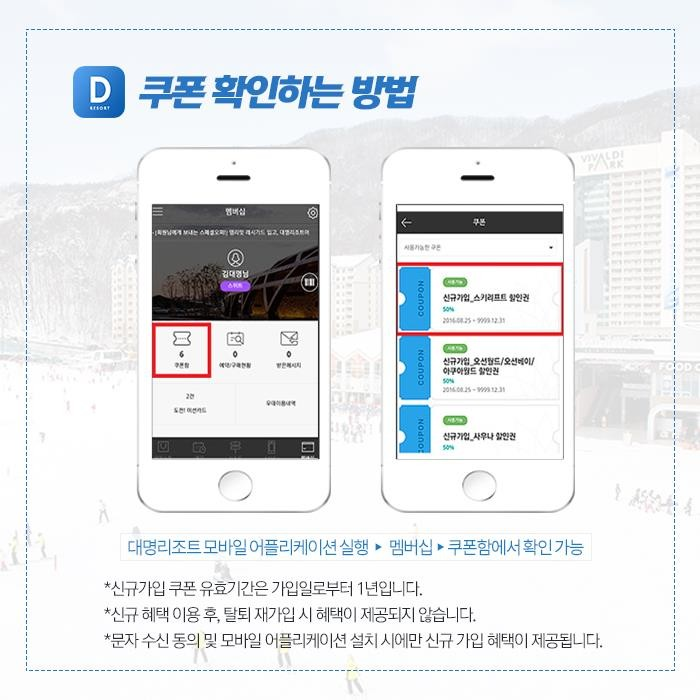 D
RESORT
쿠폰 확인하는 방법
VIVALDI
PARK
멤버십
- [회원님에게 보내는 스페셜오퍼!] 엘리펏 래시가드 입고, 대명리조트어
김대명님
스위트
6
쿠폰함
0
예약/구매현황
0
받은메시지
2건
도전! 미션카드
우대이용내역
멤버십
쿠폰
사용가능한 쿠폰
COUPON
사용가능
신규가입_스키리프트 할인권
50%
2016.08.25 ~ 9999.12.31
COUPON
사용가능
신규가입_오션월드/오션베이/
아쿠아월드 할인권
50%
2016.08.25 ~ 9999.12.31
COUPON
사용가능
신규가입_사우나 할인권
50%
FOOD
대명리조트 모바일 어플리케이션 실행 ▶ 멤버십 ▶ 쿠폰함에서 확인 가능
*신규가입 쿠폰 유효기간은 가입일로부터 1년입니다.
*신규 혜택 이용 후, 탈퇴 재가입 시 혜택이 제공되지 않습니다.
*문자 수신 동의 및 모바일 어플리케이션 설치 시에만 신규 가입 혜택이 제공됩니다.